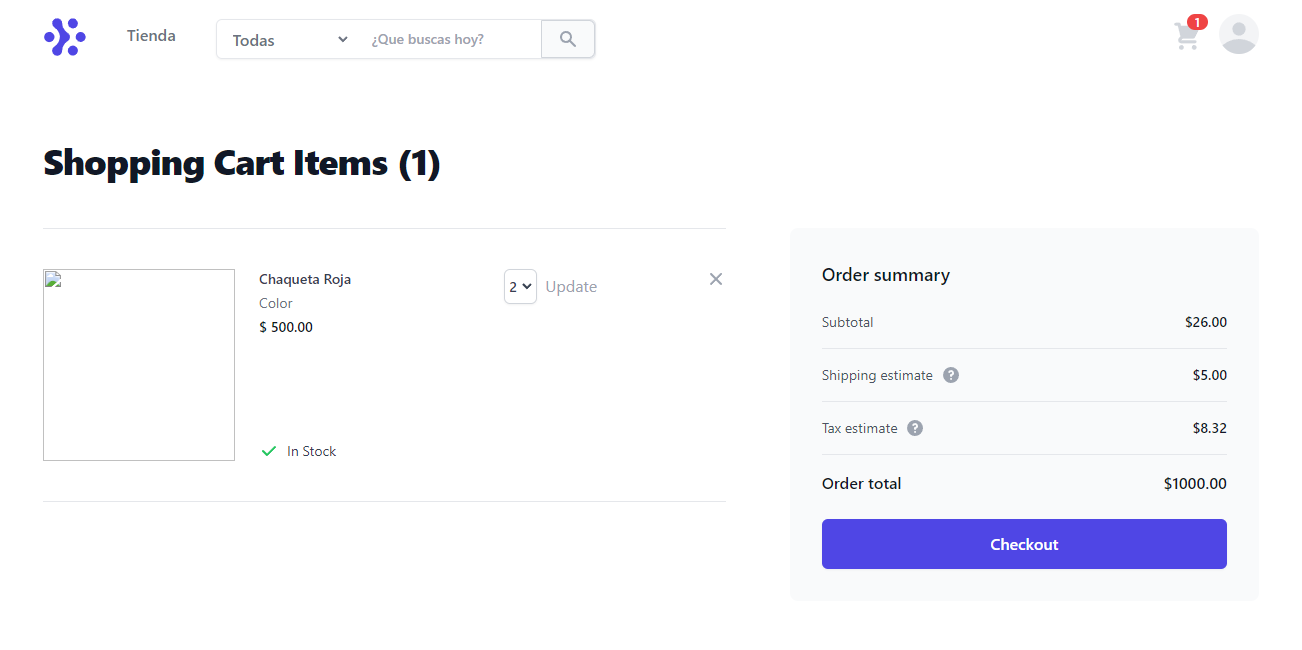 Tienda
Todas
¿Que buscas hoy?
1
Shopping Cart Items (1)
Chaqueta Roja
Color
$ 500.00
2
Update
In Stock
Order summary
Subtotal $26.00
Shipping estimate ? $5.00
Tax estimate ? $8.32
Order total $1000.00
Checkout